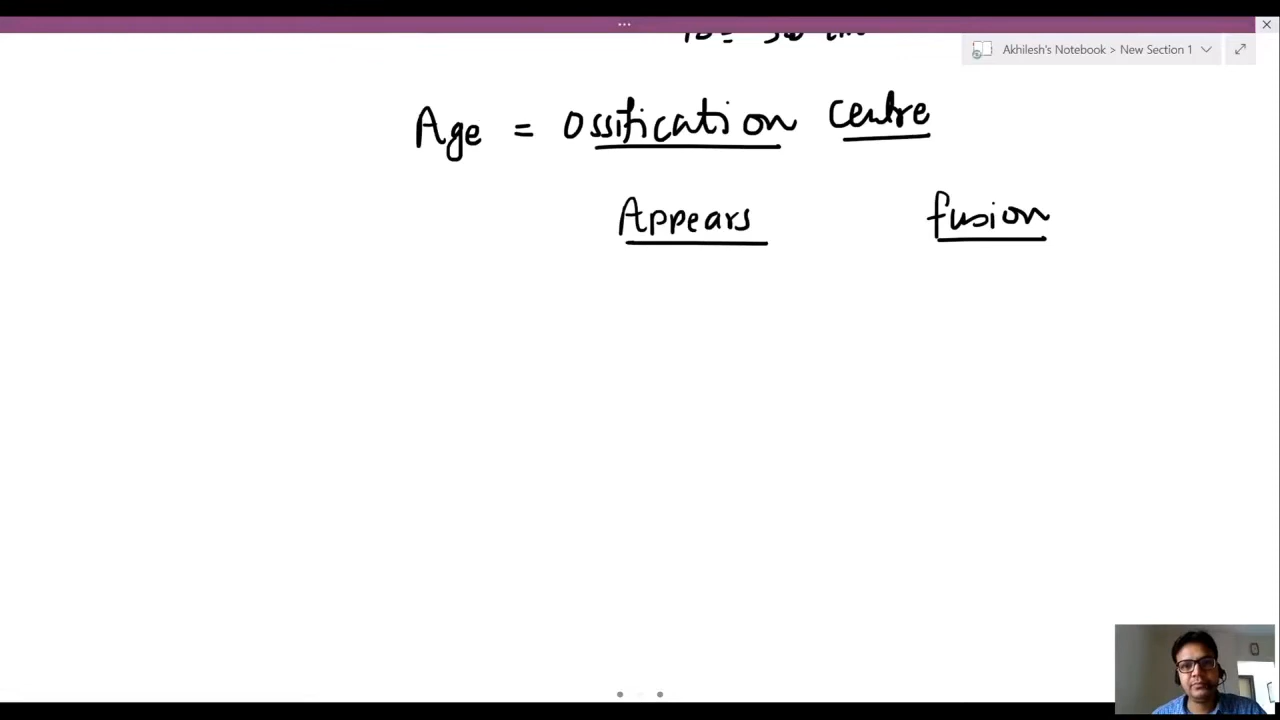 Akhilesh's Notebook > New Section 1
Age = Ossification centre
Appears fusion